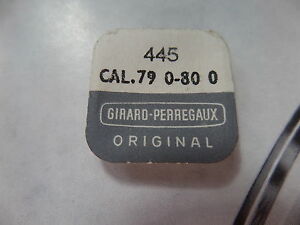 445
CAL.79 0-80 0
GIRARD-PERREGAUX
ORIGINAL